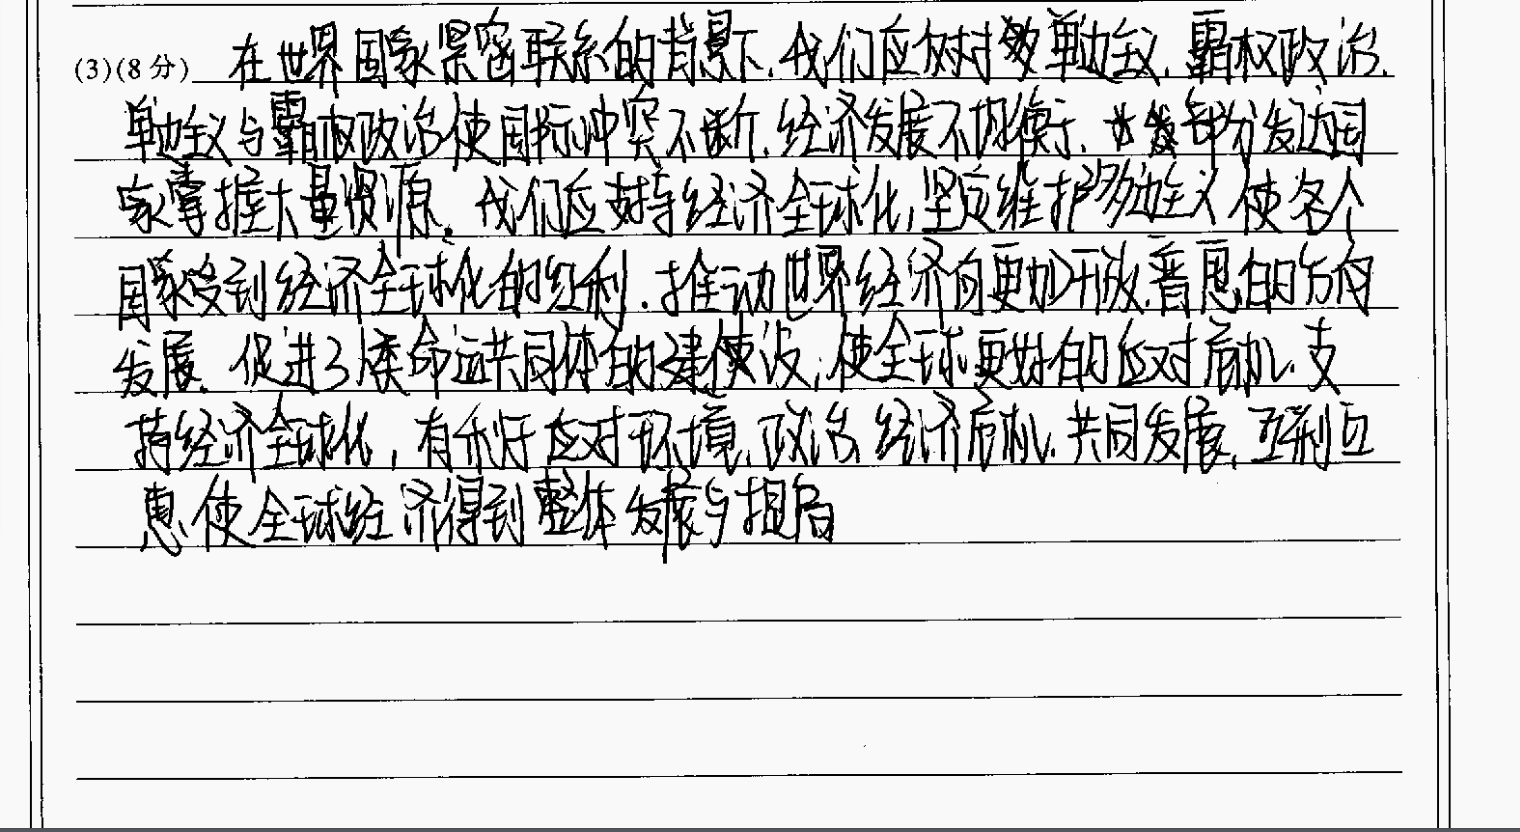 (3)(8分) 在世界国家紧密联系的背景下,我们应反对单边主义,霸权政治,
单边主义与霸权政治使国际冲突不断,经济发展不均衡,部分发达国
家掌握大量资源。我们应支持经济全球化,坚定维护多边主义使各个
国家受到经济全球化的红利.推动世界经济向更加开放,普惠的方向
发展,促进了人类命运共同体的建设,使全球更好的应对危机,支
持经济全球化,有利于应对环境,政治,经济危机,共同发展,互利互
惠,使全球经济得到整体发展与提高